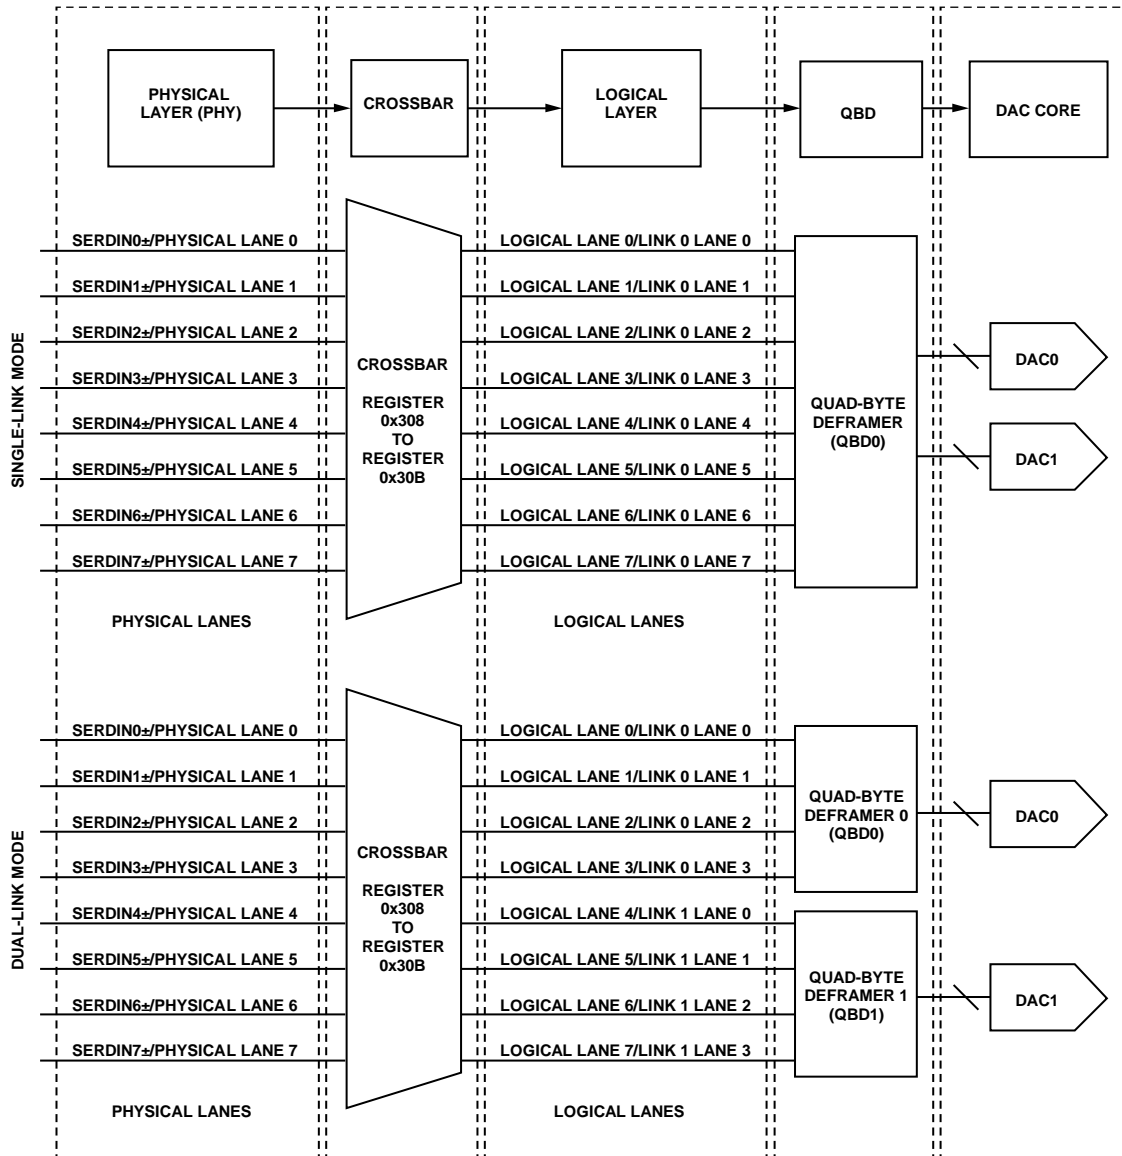 PHYSICAL
LAYER (PHY)
CROSSBAR
LOGICAL
LAYER
QBD
DAC CORE
SINGLE-LINK MODE
SERDIN0±/PHYSICAL LANE 0
SERDIN1±/PHYSICAL LANE 1
SERDIN2±/PHYSICAL LANE 2
SERDIN3±/PHYSICAL LANE 3
SERDIN4±/PHYSICAL LANE 4
SERDIN5±/PHYSICAL LANE 5
SERDIN6±/PHYSICAL LANE 6
SERDIN7±/PHYSICAL LANE 7
PHYSICAL LANES
CROSSBAR
REGISTER
0x308
TO
REGISTER
0x30B
LOGICAL LANE 0/LINK 0 LANE 0
LOGICAL LANE 1/LINK 0 LANE 1
LOGICAL LANE 2/LINK 0 LANE 2
LOGICAL LANE 3/LINK 0 LANE 3
LOGICAL LANE 4/LINK 0 LANE 4
LOGICAL LANE 5/LINK 0 LANE 5
LOGICAL LANE 6/LINK 0 LANE 6
LOGICAL LANE 7/LINK 0 LANE 7
LOGICAL LANES
QUAD-BYTE
DEFRAMER
(QBD0)
DAC0
DAC1
DUAL-LINK MODE
SERDIN0±/PHYSICAL LANE 0
SERDIN1±/PHYSICAL LANE 1
SERDIN2±/PHYSICAL LANE 2
SERDIN3±/PHYSICAL LANE 3
SERDIN4±/PHYSICAL LANE 4
SERDIN5±/PHYSICAL LANE 5
SERDIN6±/PHYSICAL LANE 6
SERDIN7±/PHYSICAL LANE 7
PHYSICAL LANES
CROSSBAR
REGISTER
0x308
TO
REGISTER
0x30B
LOGICAL LANE 0/LINK 0 LANE 0
LOGICAL LANE 1/LINK 0 LANE 1
LOGICAL LANE 2/LINK 0 LANE 2
LOGICAL LANE 3/LINK 0 LANE 3
LOGICAL LANE 4/LINK 1 LANE 0
LOGICAL LANE 5/LINK 1 LANE 1
LOGICAL LANE 6/LINK 1 LANE 2
LOGICAL LANE 7/LINK 1 LANE 3
LOGICAL LANES
QUAD-BYTE
DEFRAMER 0
(QBD0)
QUAD-BYTE
DEFRAMER 1
(QBD1)
DAC0
DAC1